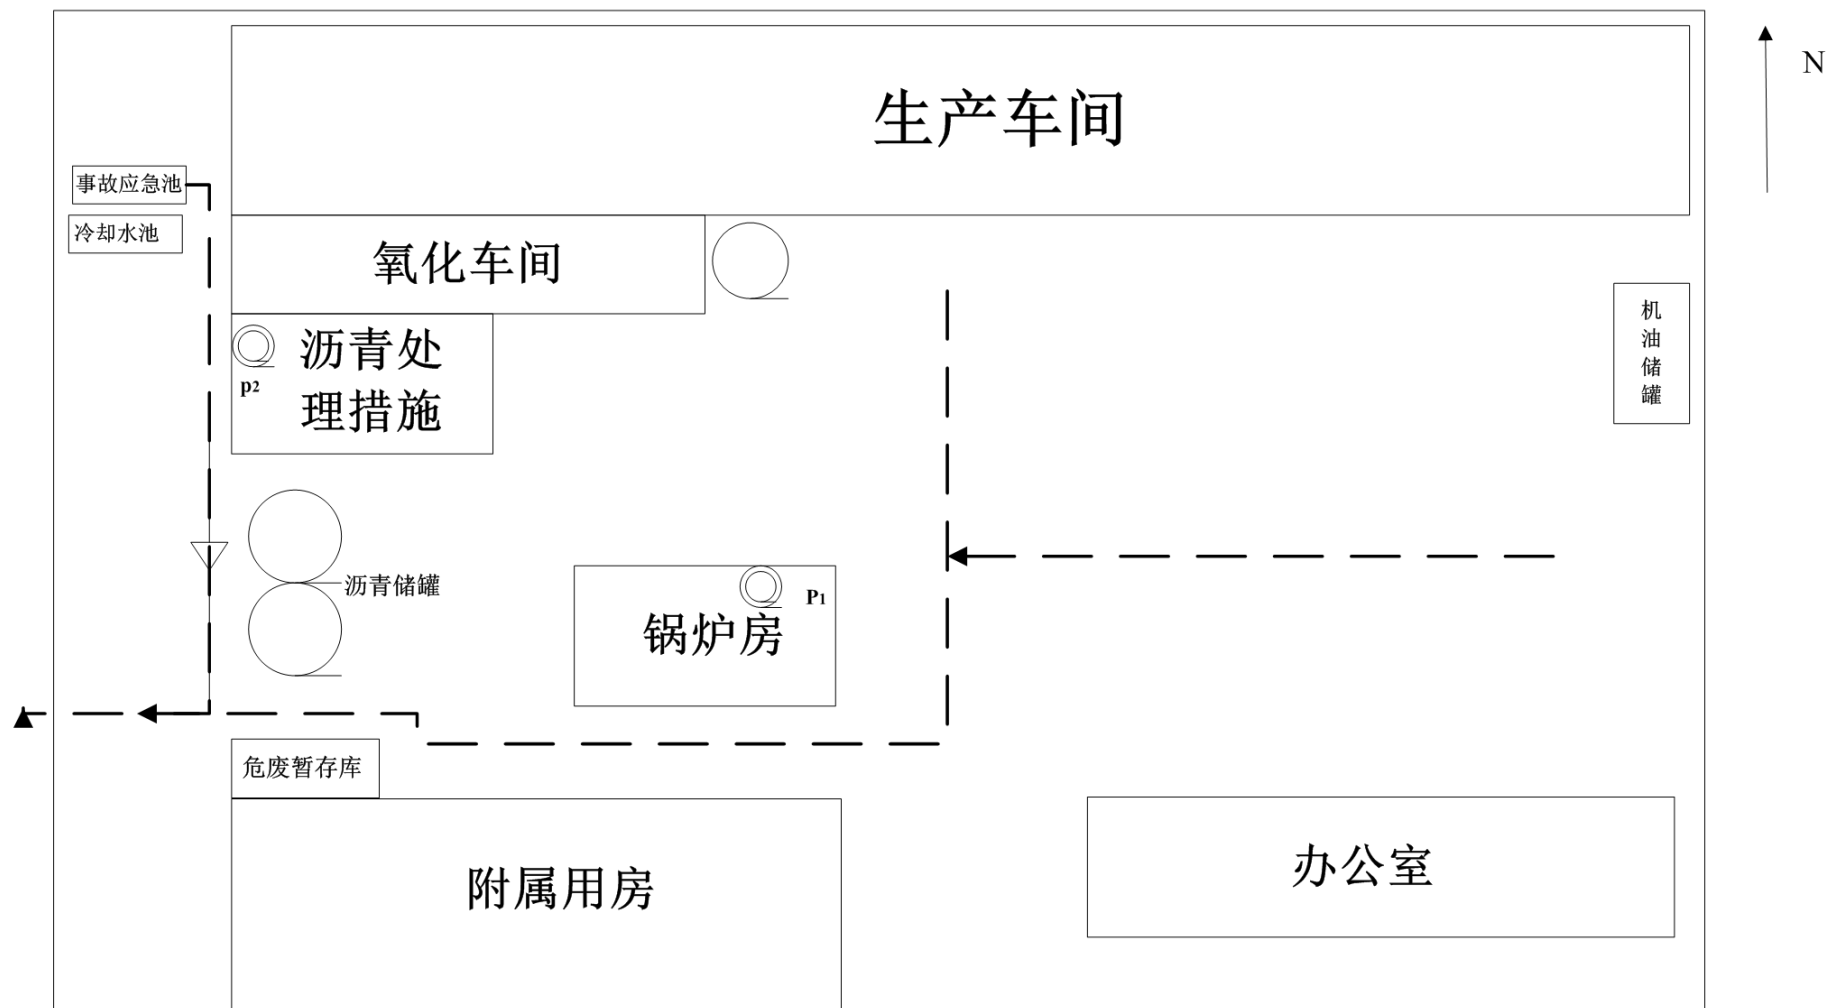 生产车间
N
事故应急池
冷却水池
氧化车间
机
油
储
罐
沥青处
理措施
p2
沥青储罐
P1
锅炉房
危废暂存库
附属用房
办公室